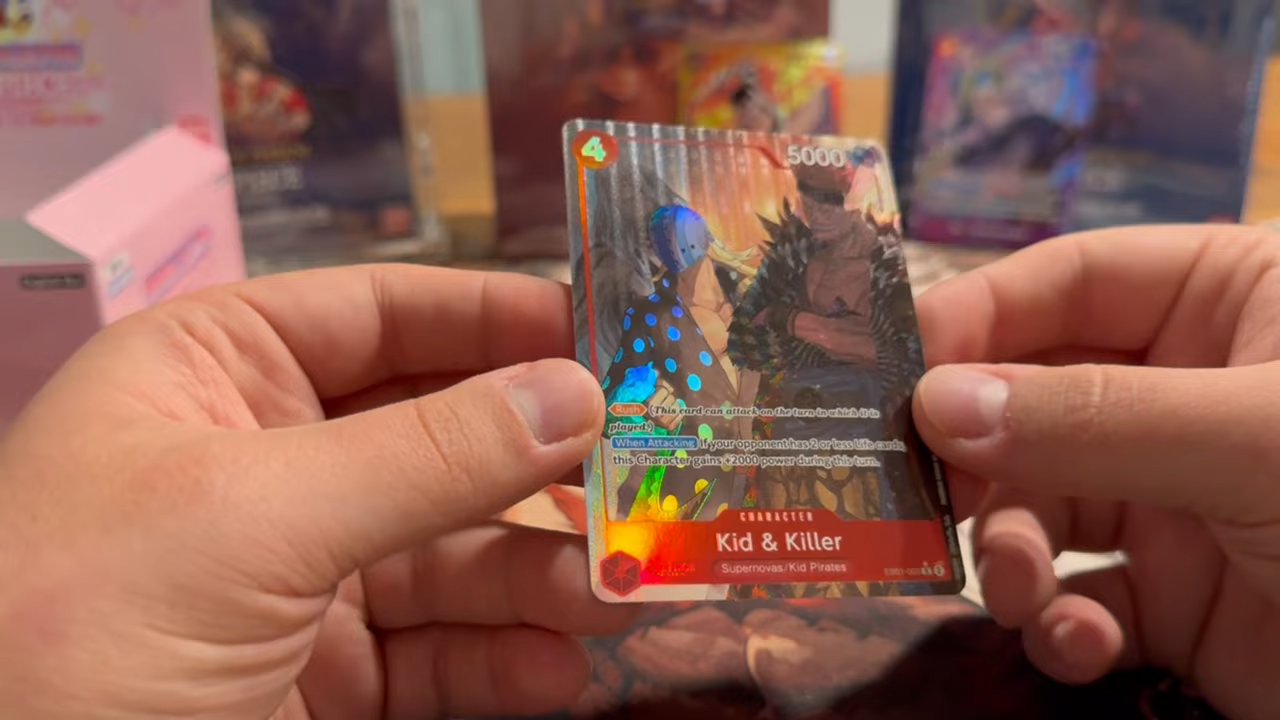 4
5000
Rush (This card can attack on the turn in which it is
played.)
When Attacking If your opponent has 2 or less Life cards,
this Character gains +2000 power during this turn.
CHARACTER
Kid & Killer
Supernovas/Kid Pirates